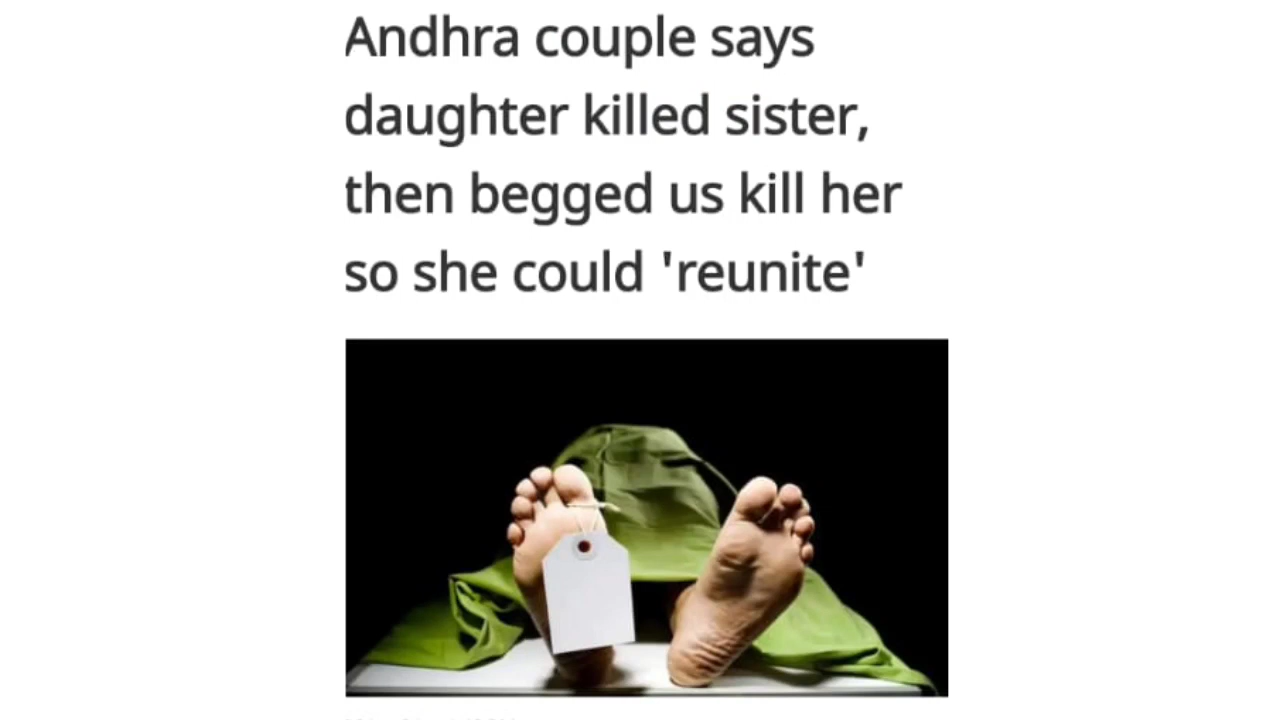 Andhra couple says
daughter killed sister,
then begged us kill her
so she could 'reunite'